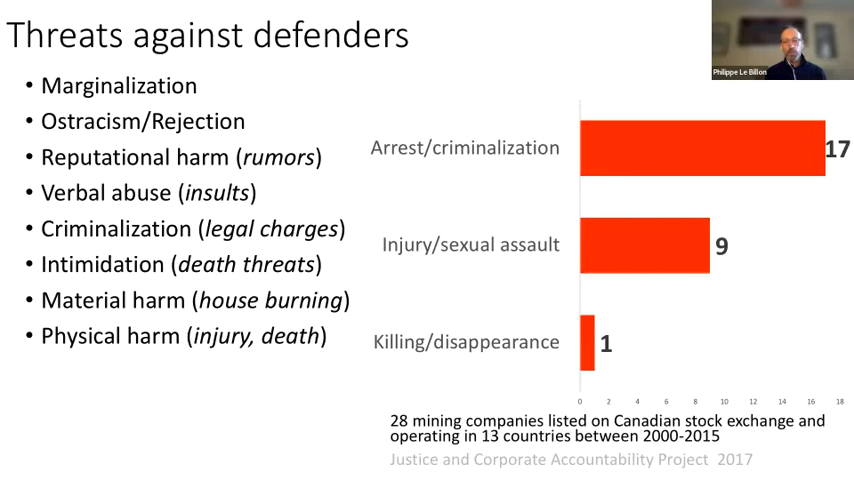 Threats against defenders
Philippe Le Billon
• Marginalization
• Ostracism/Rejection
• Reputational harm (rumors)
• Verbal abuse (insults)
• Criminalization (legal charges)
• Intimidation (death threats)
• Material harm (house burning)
• Physical harm (injury, death)
Arrest/criminalization 17
Injury/sexual assault 9
Killing/disappearance 1
0 2 4 6 8 10 12 14 16 18
28 mining companies listed on Canadian stock exchange and
operating in 13 countries between 2000-2015
Justice and Corporate Accountability Project 2017